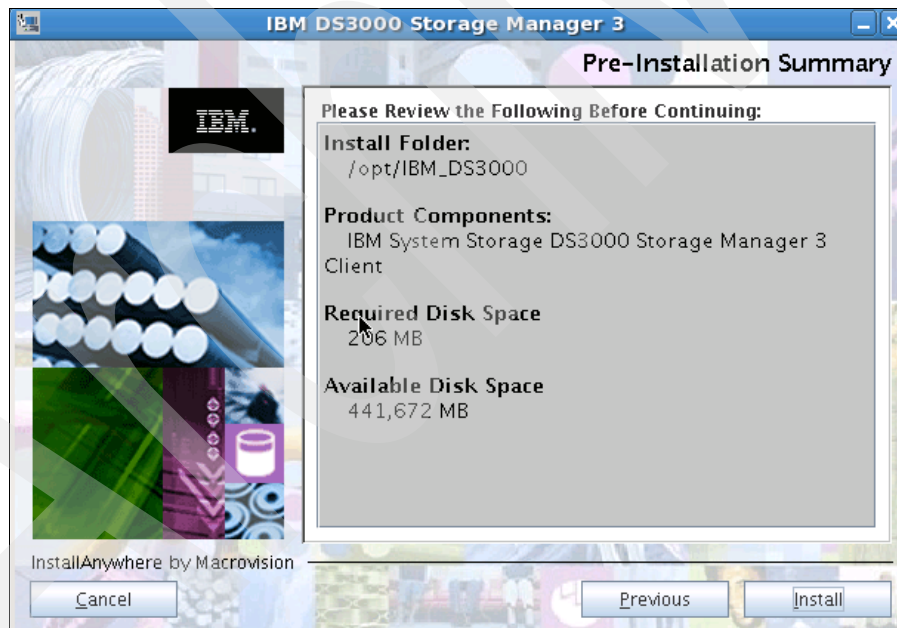 IBM DS3000 Storage Manager 3
Pre-Installation Summary
IBM.
Please Review the Following Before Continuing:
Install Folder:
/opt/IBM_DS3000
Product Components:
IBM System Storage DS3000 Storage Manager 3
Client
Required Disk Space
206 MB
Available Disk Space
441,672 MB
InstallAnywhere by Macrovision
Cancel
Previous
Install